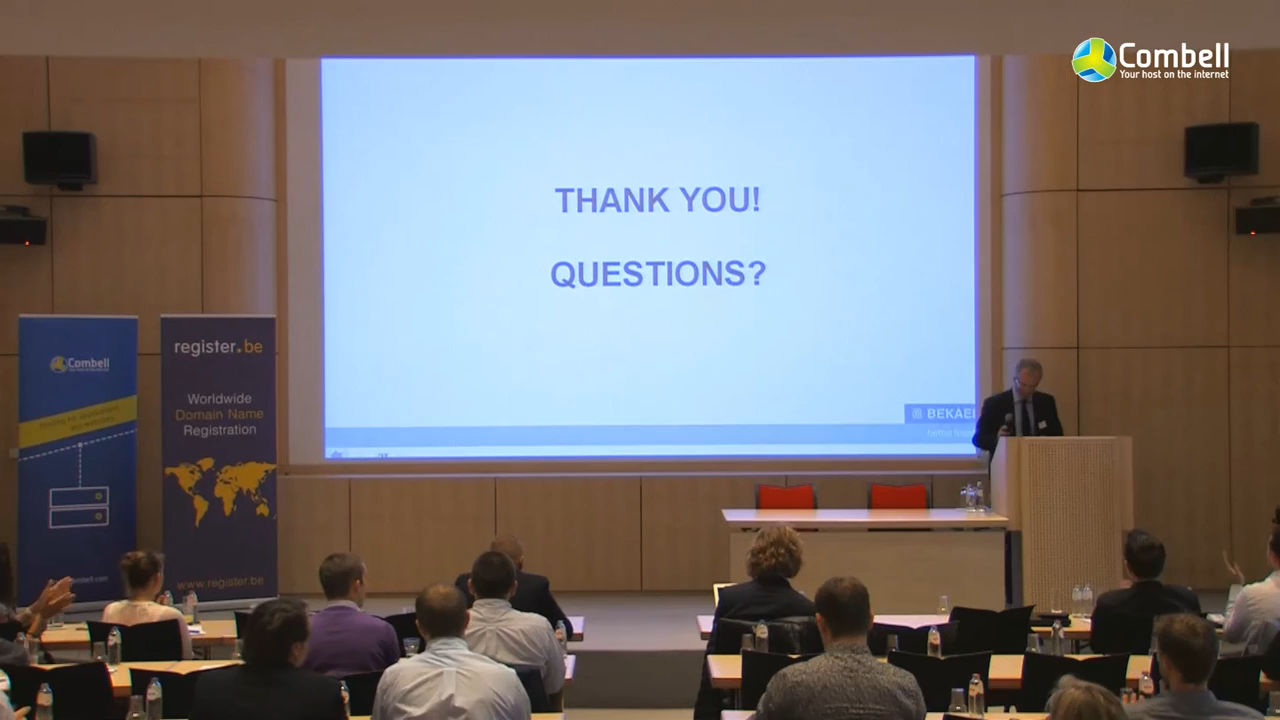 Combell
Your host on the internet
THANK YOU!
QUESTIONS?
BEKAE
register.be
Worldwide
Domain Name
Registration
www.register.be
Combell